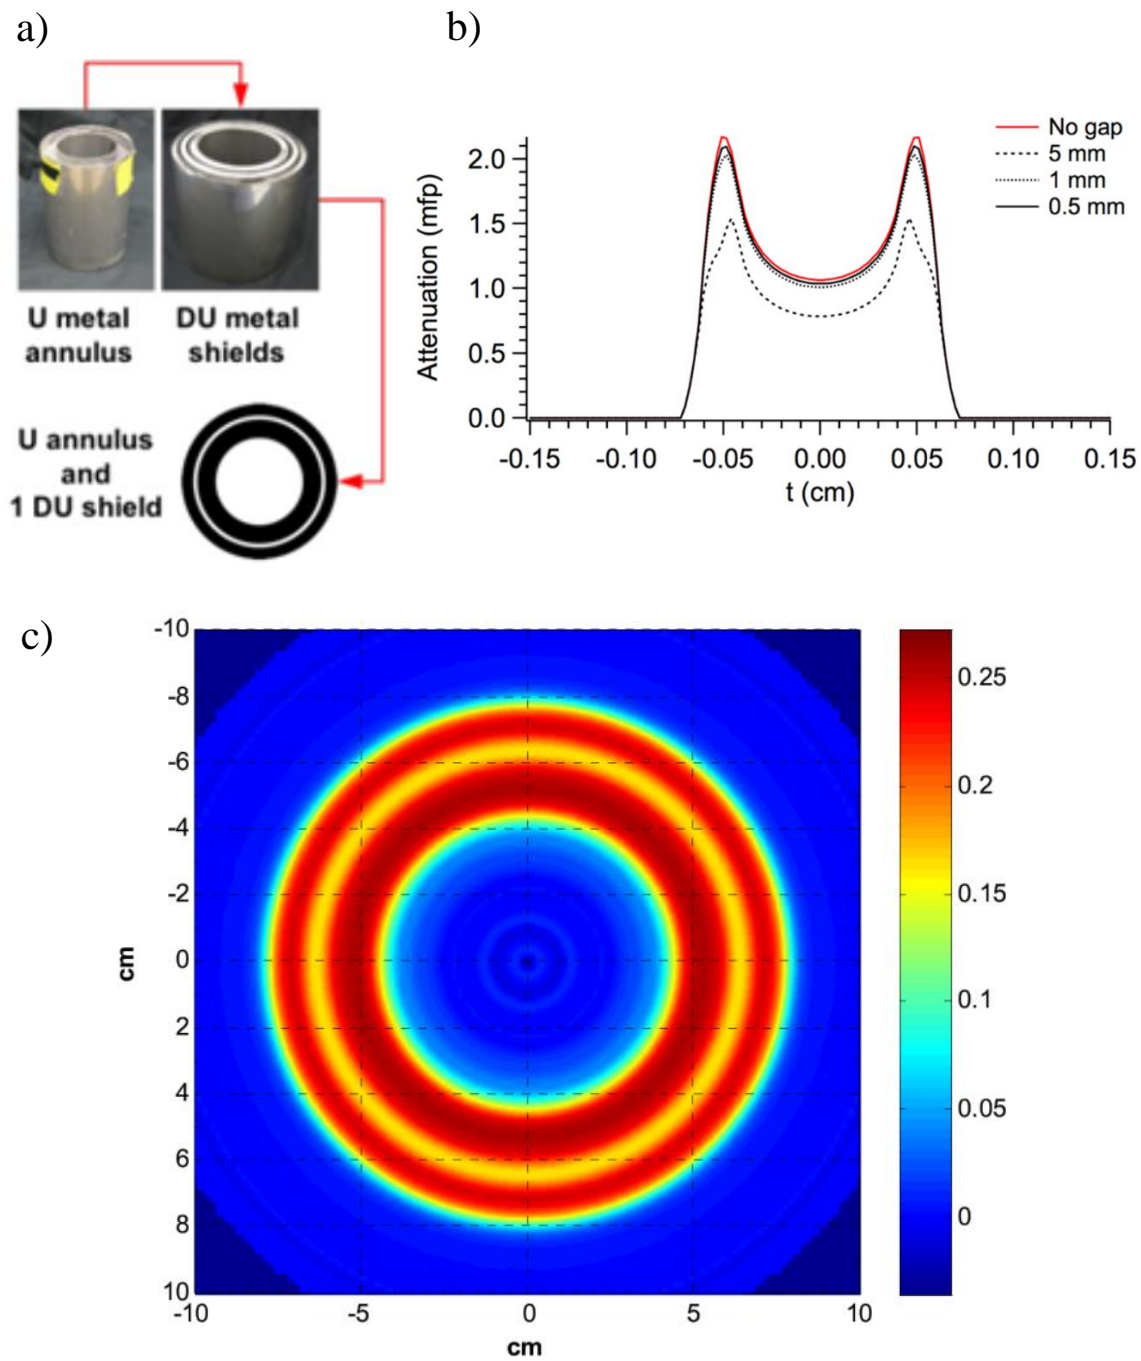 a)
U metal
annulus
DU metal
shields
U annulus
and
1 DU shield
b)
Attenuation (mfp)
2.0
1.5
1.0
0.5
0.0
-0.15
-0.10
-0.05
0.00
0.05
0.10
0.15
t (cm)
No gap
5 mm
1 mm
0.5 mm
c)
cm
-10
-8
-6
-4
-2
0
2
4
6
8
10
-10
-5
0
5
10
cm
0.25
0.2
0.15
0.1
0.05
0